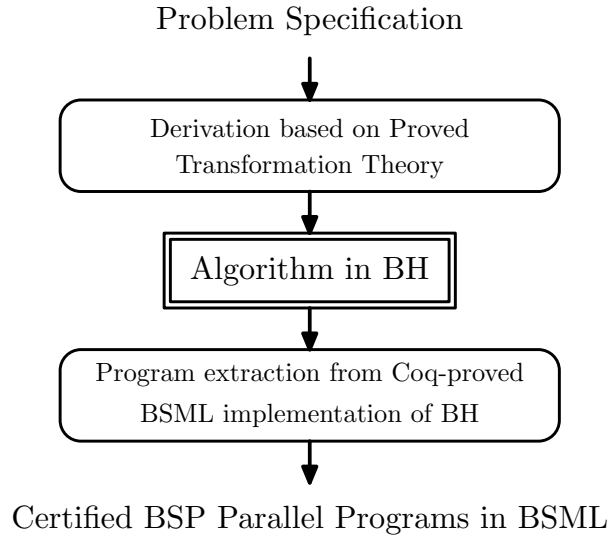 Problem Specification
Derivation based on Proved
Transformation Theory
Algorithm in BH
Program extraction from Coq-proved
BSML implementation of BH
Certified BSP Parallel Programs in BSML